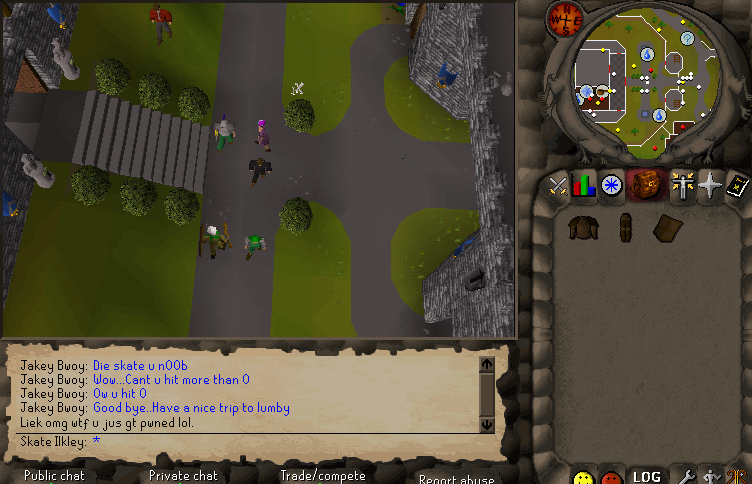 N
W E
S
Jakey Bwoy: Die skate u n00b
Jakey Bwoy: Wow...Cant u hit more than 0
Jakey Bwoy: Ow u hit 0
Jakey Bwoy: Good bye..Have a nice trip to lumby
Liek omg wtf u jus gt pwned lol.
Skate Ilkley: *
Public chat
Private chat
Trade/compete
Report abuse
LOG